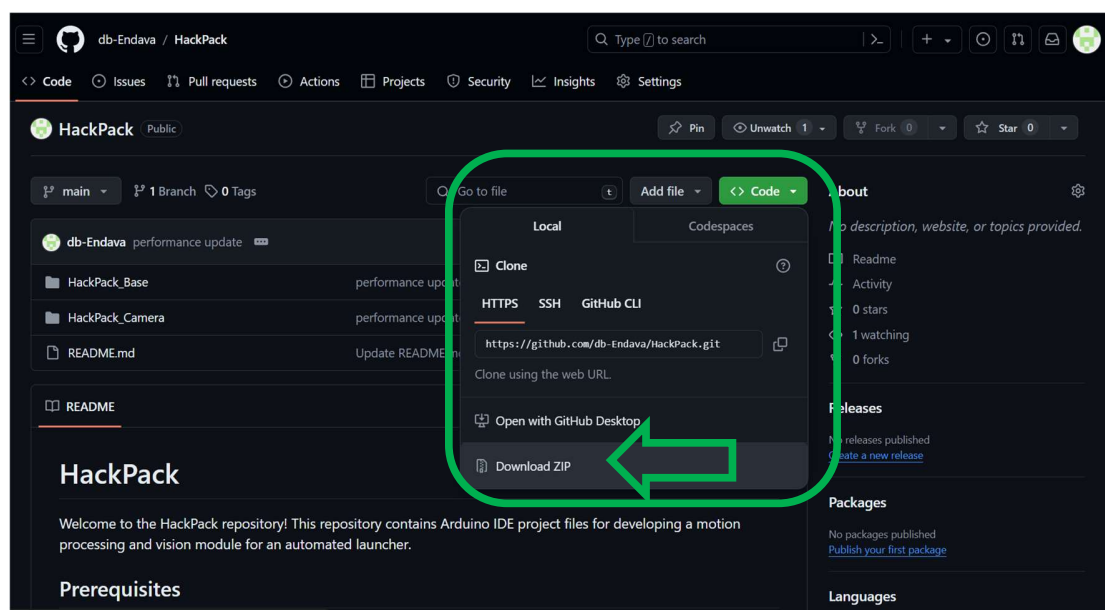 db-Endava / HackPack
Type / to search
Code Issues Pull requests Actions Projects Security Insights Settings
HackPack Public
Pin Unwatch 1 Fork 0 Star 0
main 1 Branch 0 Tags
Go to file t Add file <> Code
About
Local Codespaces
No description, website, or topics provided.
db-Endava performance update
Clone
Readme
HackPack_Base performance
Activity
HTTPS SSH GitHub CLI
HackPack_Camera performance
0 stars
https://github.com/db-Endava/HackPack.git
1 watching
README.md Update
Clone using the web URL.
0 forks
README
Open with GitHub Desktop
Releases
No releases published
Create a new release
Download ZIP
HackPack
Packages
Welcome to the HackPack repository! This repository contains Arduino IDE project files for developing a motion
processing and vision module for an automated launcher.
No packages published
Publish your first package
Prerequisites
Languages